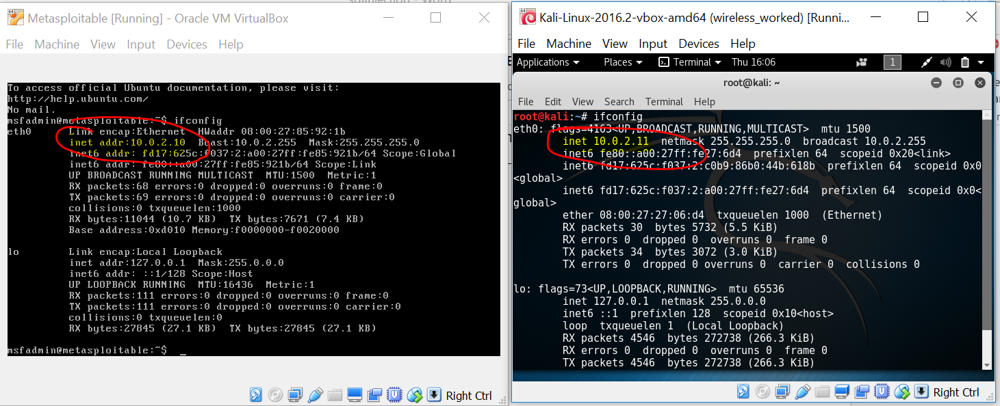 Metasploitable [Running] - Oracle VM VirtualBox
File Machine View Input Devices Help
To access official Ubuntu documentation, please visit:
http://help.ubuntu.com/
No mail.
msfadmin@metasploitable:~$ ifconfig
eth0 Link encap:Ethernet HWaddr 08:00:27:85:92:1b
inet addr:10.0.2.10 Bcast:10.0.2.255 Mask:255.255.255.0
inet6 addr: fd17:625c:f037:2:a00:27ff:fe85:921b/64 Scope:Global
inet6 addr: fe80::a00:27ff:fe85:921b/64 Scope:Link
UP BROADCAST RUNNING MULTICAST MTU:1500 Metric:1
RX packets:68 errors:0 dropped:0 overruns:0 frame:0
TX packets:69 errors:0 dropped:0 overruns:0 carrier:0
collisions:0 txqueuelen:1000
RX bytes:11044 (10.7 KB) TX bytes:7671 (7.4 KB)
Base address:0xd010 Memory:f0000000-f0020000
lo Link encap:Local Loopback
inet addr:127.0.0.1 Mask:255.0.0.0
inet6 addr: ::1/128 Scope:Host
UP LOOPBACK RUNNING MTU:16436 Metric:1
RX packets:111 errors:0 dropped:0 overruns:0 frame:0
TX packets:111 errors:0 dropped:0 overruns:0 carrier:0
collisions:0 txqueuelen:0
RX bytes:27845 (27.1 KB) TX bytes:27845 (27.1 KB)
msfadmin@metasploitable:~$ _
Right Ctrl
Kali-Linux-2016.2-vbox-amd64 (wireless_worked) [Runni...
File Machine View Input Devices Help
Applications Places Terminal Thu 16:06 1
root@kali: ~
File Edit View Search Terminal Help
root@kali:~# ifconfig
eth0: flags=4163<UP,BROADCAST,RUNNING,MULTICAST> mtu 1500
inet 10.0.2.11 netmask 255.255.255.0 broadcast 10.0.2.255
inet6 fe80::a00:27ff:fe27:6d4 prefixlen 64 scopeid 0x20<link>
inet6 fd17:625c:f037:2:c0b9:86b0:44b:618b prefixlen 64 scopeid 0x0
<global>
inet6 fd17:625c:f037:2:a00:27ff:fe27:6d4 prefixlen 64 scopeid 0x0<
global>
ether 08:00:27:27:06:d4 txqueuelen 1000 (Ethernet)
RX packets 30 bytes 5732 (5.5 KiB)
RX errors 0 dropped 0 overruns 0 frame 0
TX packets 34 bytes 3072 (3.0 KiB)
TX errors 0 dropped 0 overruns 0 carrier 0 collisions 0
lo: flags=73<UP,LOOPBACK,RUNNING> mtu 65536
inet 127.0.0.1 netmask 255.0.0.0
inet6 ::1 prefixlen 128 scopeid 0x10<host>
loop txqueuelen 1 (Local Loopback)
RX packets 4546 bytes 272738 (266.3 KiB)
RX errors 0 dropped 0 overruns 0 frame 0
TX packets 4546 bytes 272738 (266.3 KiB)
Right Ctrl